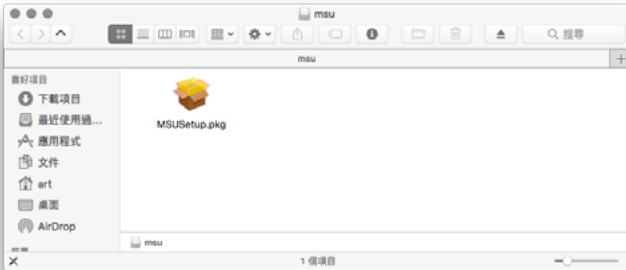 msu
搜尋
msu
喜好項目
下載項目
最近使用過...
應用程式
文件
art
桌面
AirDrop
MSUSetup.pkg
msu
1 個項目